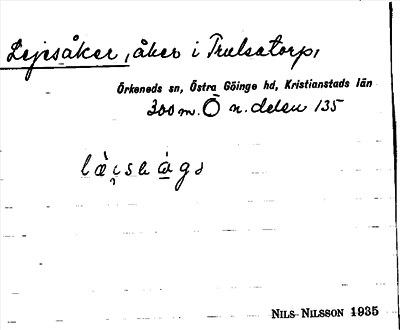 Lejesåker, åker i Trulsatorp,
Örkeneds sn, Östra Göinge hd, Kristianstads län
300 m. Ö n. delen 135
NILS NILSSON 1935